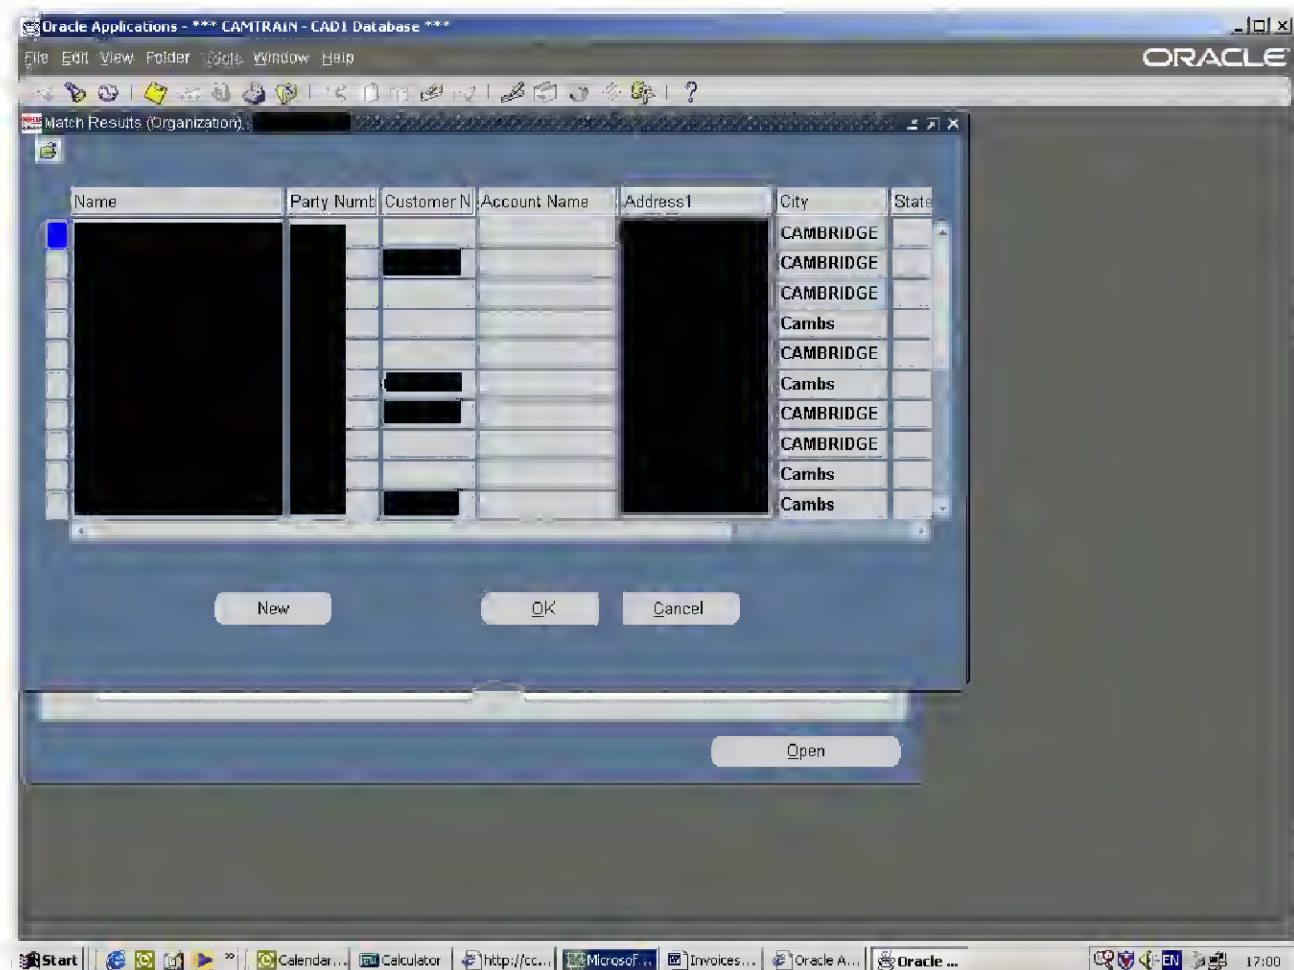 Oracle Applications - *** CAMTRAIN - CAD1 Database ***
File Edit View Folder Tools Window Help
ORACLE
Match Results (Organization),
Name Party Numb Customer N Account Name Address1 City State
CAMBRIDGE
CAMBRIDGE
CAMBRIDGE
Cambs
CAMBRIDGE
Cambs
CAMBRIDGE
CAMBRIDGE
Cambs
Cambs
New OK Cancel
Open
Start » Calendar... Calculator http://cc... Microsof... Invoices... Oracle A... Oracle ... EN 17:00